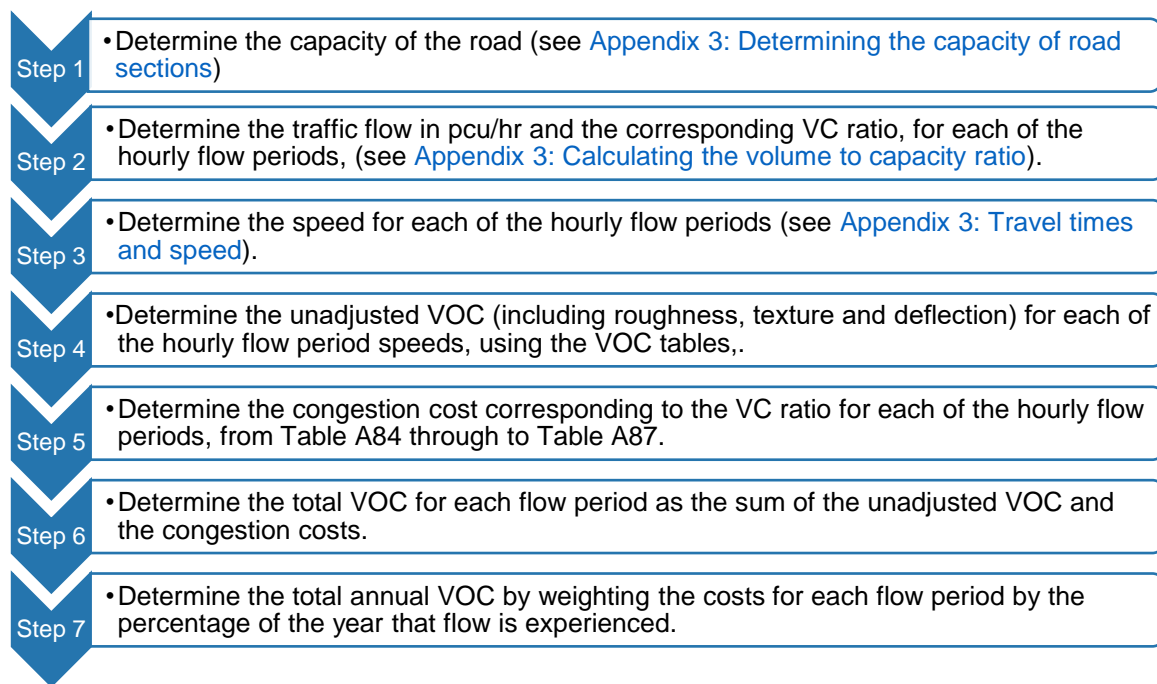 Step 1
•Determine the capacity of the road (see Appendix 3: Determining the capacity of road
sections)
Step 2
•Determine the traffic flow in pcu/hr and the corresponding VC ratio, for each of the
hourly flow periods, (see Appendix 3: Calculating the volume to capacity ratio).
Step 3
•Determine the speed for each of the hourly flow periods (see Appendix 3: Travel times
and speed).
Step 4
•Determine the unadjusted VOC (including roughness, texture and deflection) for each of
the hourly flow period speeds, using the VOC tables,.
Step 5
•Determine the congestion cost corresponding to the VC ratio for each of the hourly flow
periods, from Table A84 through to Table A87.
Step 6
•Determine the total VOC for each flow period as the sum of the unadjusted VOC and
the congestion costs.
Step 7
•Determine the total annual VOC by weighting the costs for each flow period by the
percentage of the year that flow is experienced.